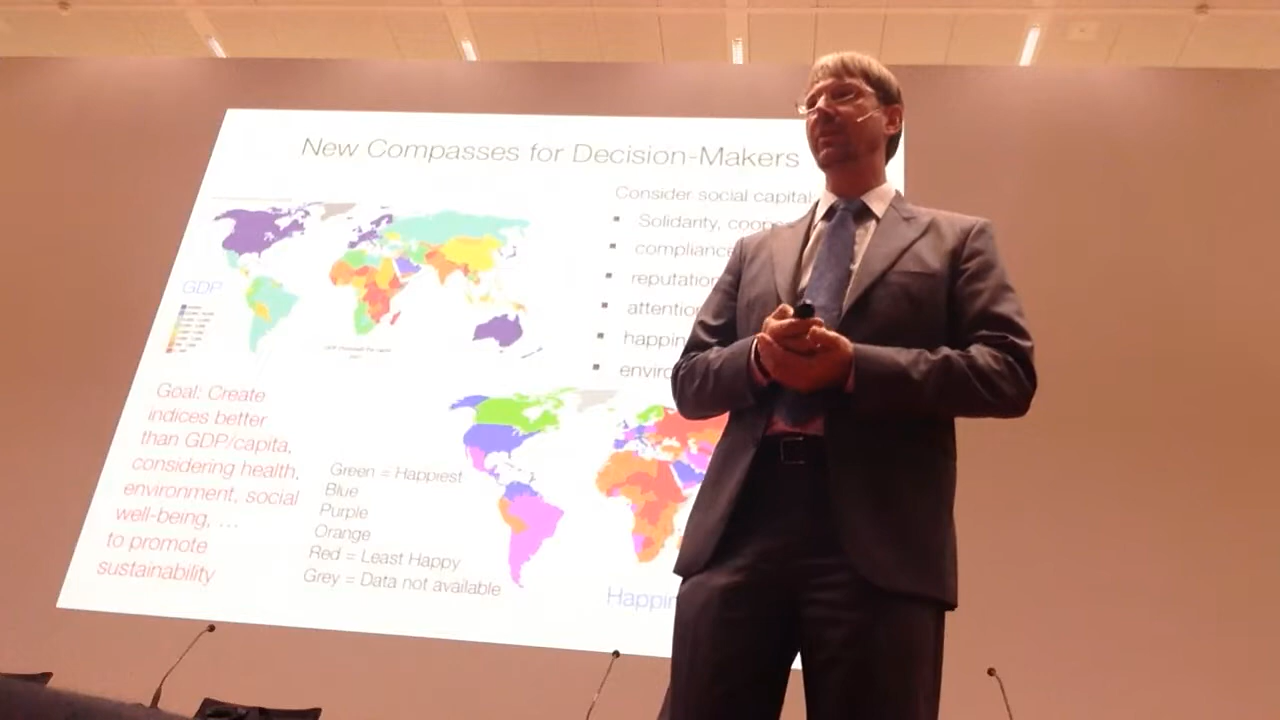 New Compasses for Decision-Makers
Consider social capital
Solidarity, coop
compliance
reputation
attention
happin
enviro
GDP
Goal: Create
indices better
than GDP/capita,
considering health,
environment, social
well-being, …
to promote
sustainability
Green = Happiest
Blue
Purple
Orange
Red = Least Happy
Grey = Data not available
Happin